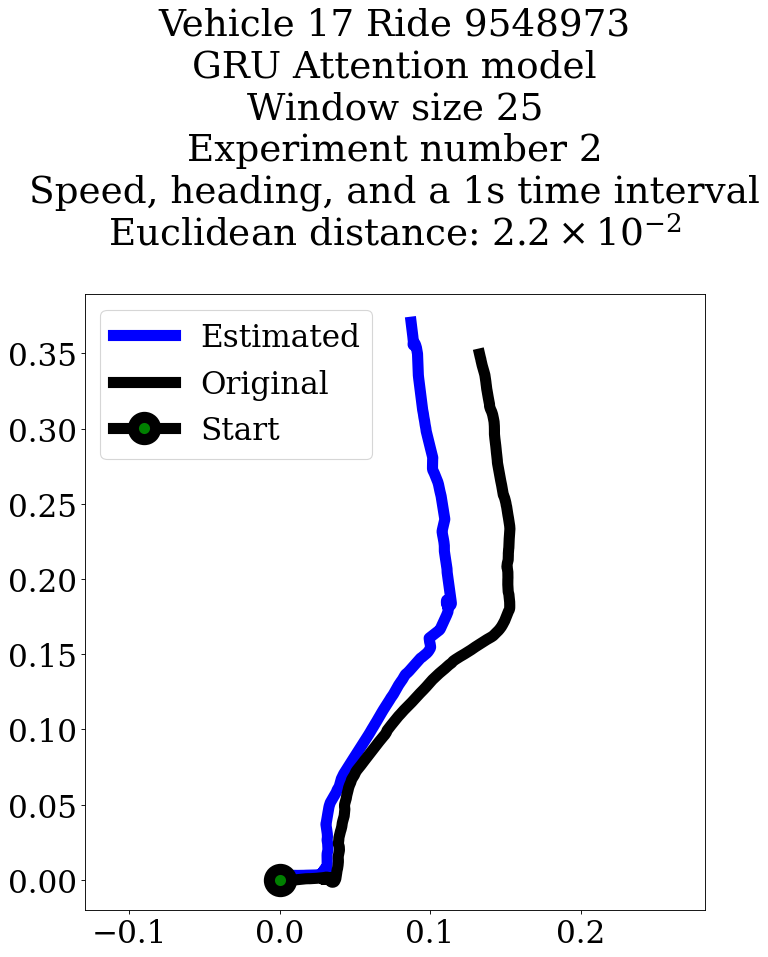 Vehicle 17 Ride 9548973
GRU Attention model
Window size 25
Experiment number 2
Speed, heading, and a 1s time interval
Euclidean distance: 2.2 × 10⁻²
Estimated
Original
Start
0.35
0.30
0.25
0.20
0.15
0.10
0.05
0.00
−0.1 0.0 0.1 0.2